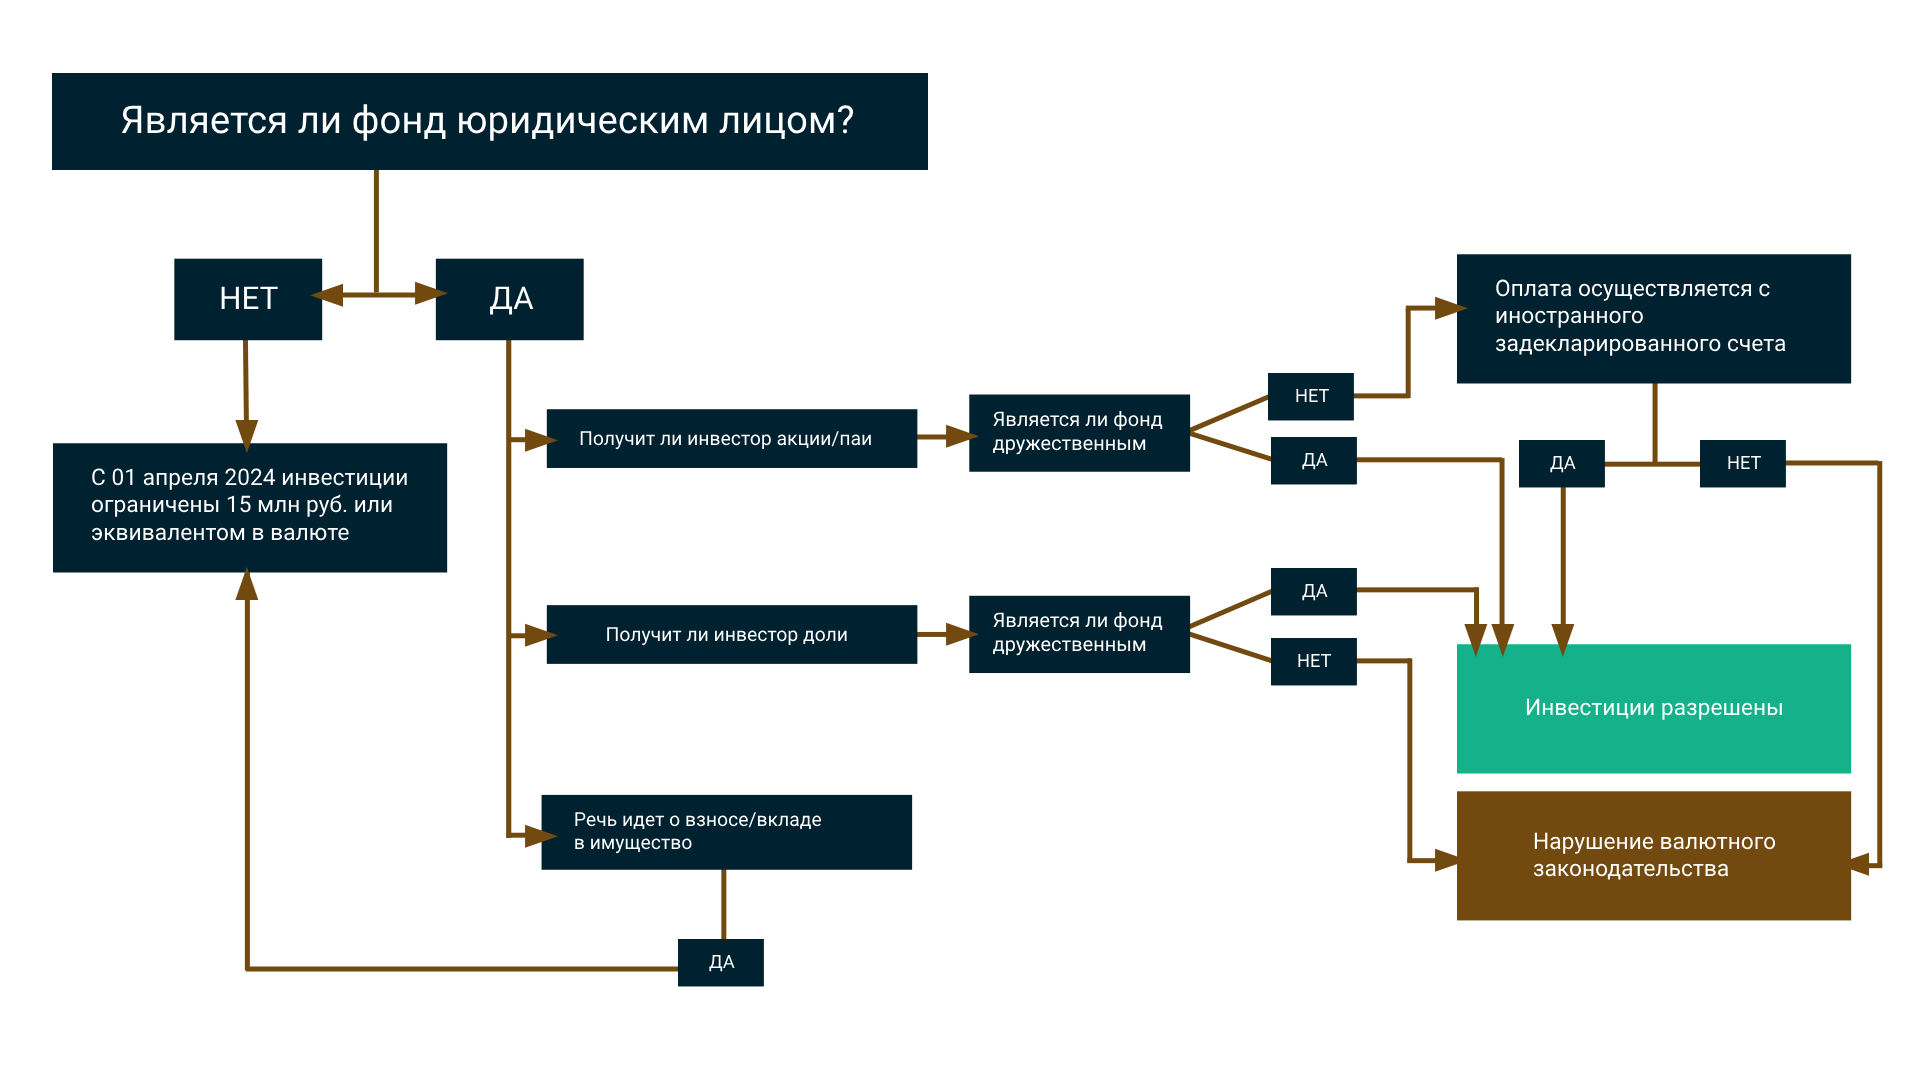 Является ли фонд юридическим лицом?
НЕТ
ДА
С 01 апреля 2024 инвестиции
ограничены 15 млн руб. или
эквивалентом в валюте
Получит ли инвестор акции/паи
Является ли фонд
дружественным
НЕТ
ДА
Оплата осуществляется с
иностранного
задекларированного счета
ДА
НЕТ
Получит ли инвестор доли
Является ли фонд
дружественным
ДА
НЕТ
Инвестиции разрешены
Нарушение валютного
законодательства
Речь идет о взносе/вкладе
в имущество
ДА